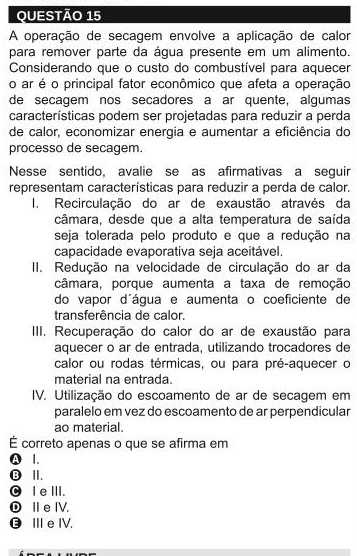 QUESTÃO 15
A operação de secagem envolve a aplicação de calor
para remover parte da água presente em um alimento.
Considerando que o custo do combustível para aquecer
o ar é o principal fator econômico que afeta a operação
de secagem nos secadores a ar quente, algumas
características podem ser projetadas para reduzir a perda
de calor, economizar energia e aumentar a eficiência do
processo de secagem.
Nesse sentido, avalie se as afirmativas a seguir
representam características para reduzir a perda de calor.
I. Recirculação do ar de exaustão através da
câmara, desde que a alta temperatura de saída
seja tolerada pelo produto e que a redução na
capacidade evaporativa seja aceitável.
II. Redução na velocidade de circulação do ar da
câmara, porque aumenta a taxa de remoção
do vapor d´água e aumenta o coeficiente de
transferência de calor.
III. Recuperação do calor do ar de exaustão para
aquecer o ar de entrada, utilizando trocadores de
calor ou rodas térmicas, ou para pré-aquecer o
material na entrada.
IV. Utilização do escoamento de ar de secagem em
paralelo em vez do escoamento de ar perpendicular
ao material.
É correto apenas o que se afirma em
A I.
B II.
C I e III.
D II e IV.
E III e IV.
ÁREA LIVRE